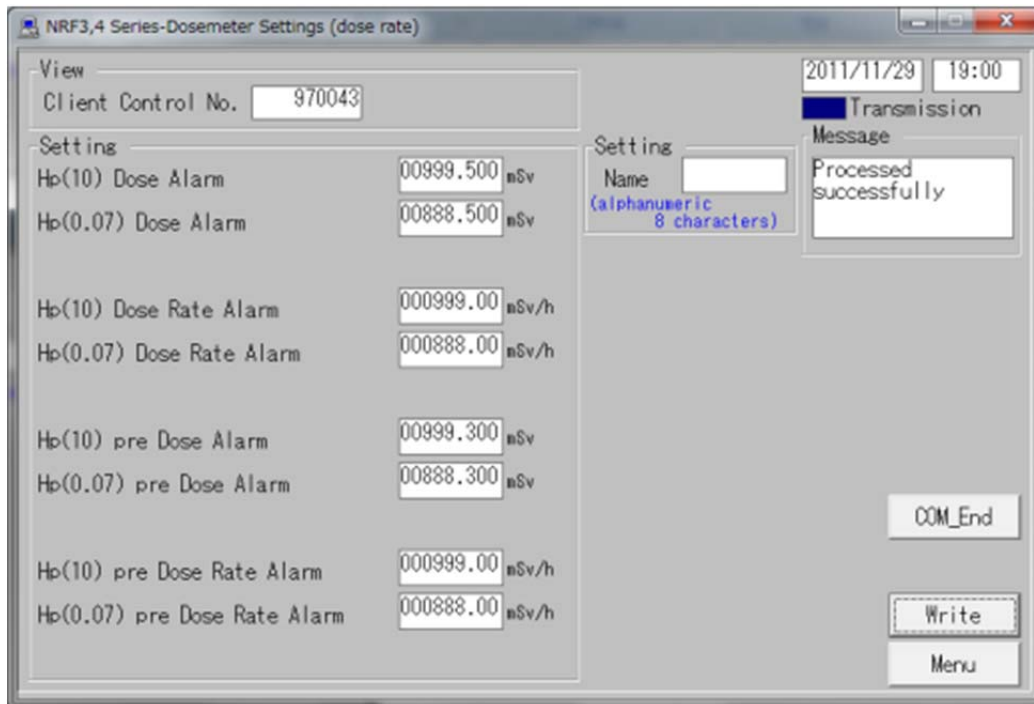 NRF3,4 Series-Dosemeter Settings (dose rate)
View
Client Control No. 970043
2011/11/29 19:00
Transmission
Message
Processed
successfully
Setting
Name
(alphanumeric
8 characters)
Setting
Hp(10) Dose Alarm 00999.500 mSv
Hp(0.07) Dose Alarm 00888.500 mSv
Hp(10) Dose Rate Alarm 000999.00 mSv/h
Hp(0.07) Dose Rate Alarm 000888.00 mSv/h
Hp(10) pre Dose Alarm 00999.300 mSv
Hp(0.07) pre Dose Alarm 00888.300 mSv
Hp(10) pre Dose Rate Alarm 000999.00 mSv/h
Hp(0.07) pre Dose Rate Alarm 000888.00 mSv/h
COM_End
Write
Menu